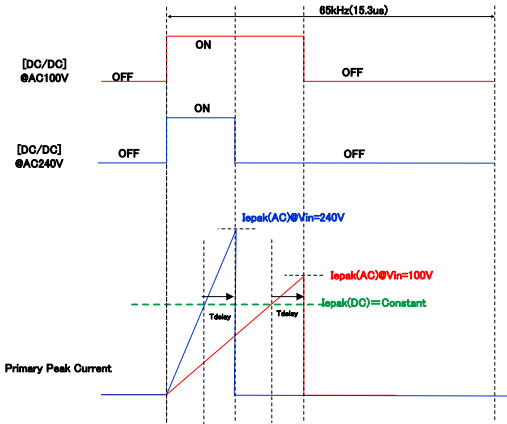 65kHz(15.3us)
[DC/DC]
@AC100V
OFF
ON
OFF
ON
[DC/DC]
@AC240V
OFF
OFF
Iepak(AC)@Vin=240V
Iepak(AC)@Vin=100V
Iepak(DC)=Constant
Tdelay
Tdelay
Primary Peak Current